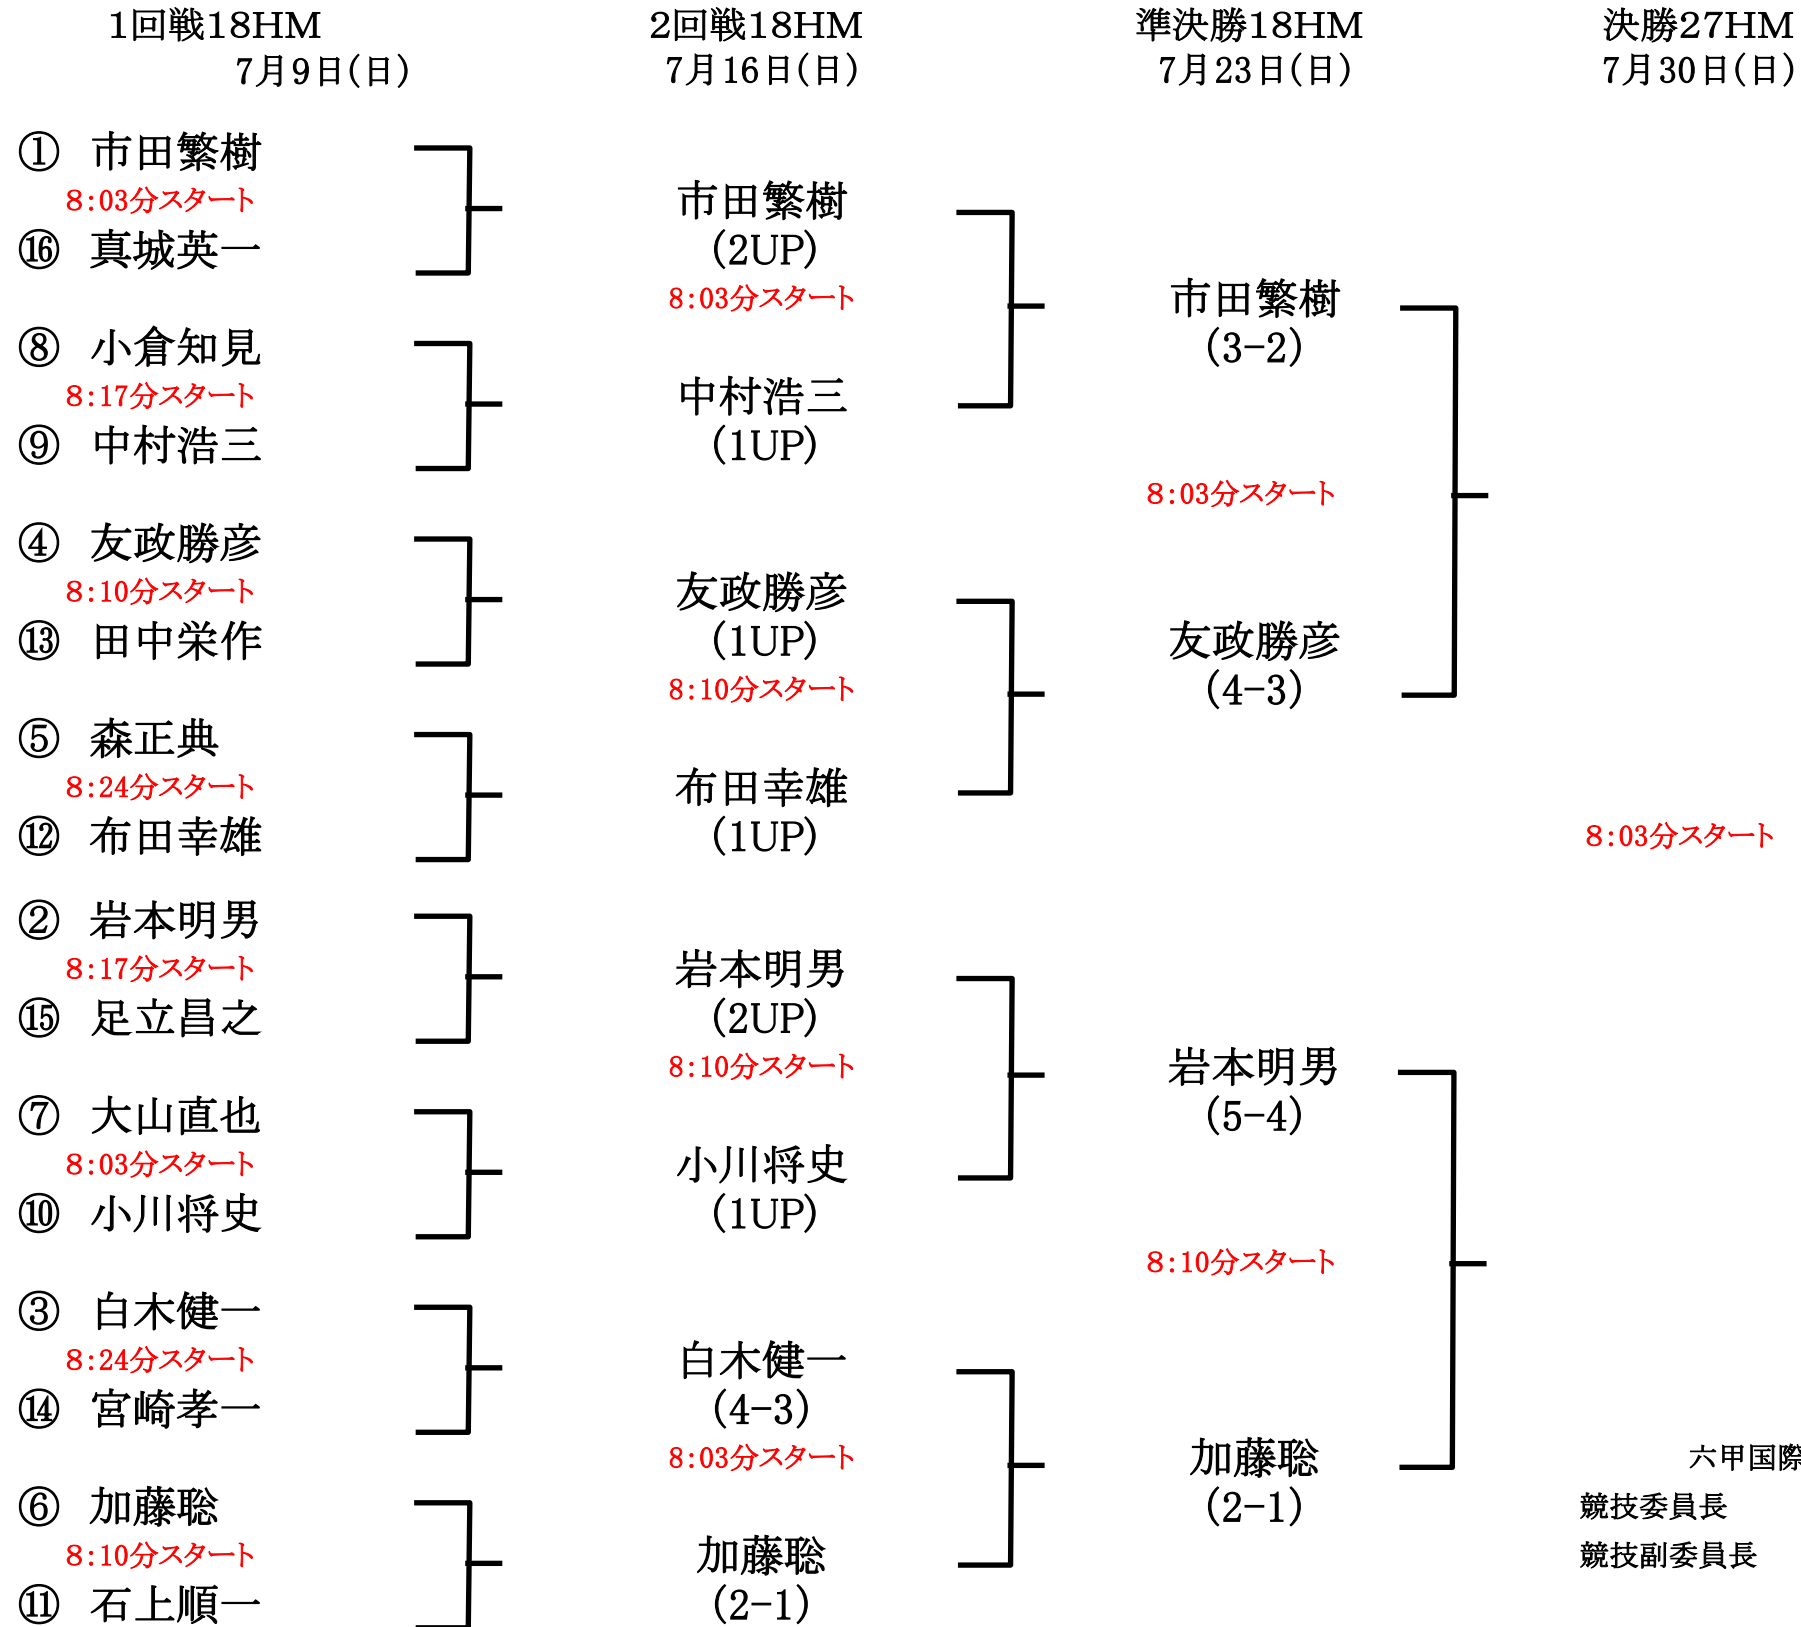 1回戦18HM
7月9日(日)
2回戦18HM
7月16日(日)
準決勝18HM
7月23日(日)
決勝27HM
7月30日(日)
① 市田繁樹
8:03分スタート
⑯ 真城英一
⑧ 小倉知見
8:17分スタート
⑨ 中村浩三
④ 友政勝彦
8:10分スタート
⑬ 田中栄作
⑤ 森正典
8:24分スタート
⑫ 布田幸雄
② 岩本明男
8:17分スタート
⑮ 足立昌之
⑦ 大山直也
8:03分スタート
⑩ 小川将史
③ 白木健一
8:24分スタート
⑭ 宮崎孝一
⑥ 加藤聡
8:10分スタート
⑪ 石上順一
市田繁樹
(2UP)
8:03分スタート
中村浩三
(1UP)
友政勝彦
(1UP)
8:10分スタート
布田幸雄
(1UP)
岩本明男
(2UP)
8:10分スタート
小川将史
(1UP)
白木健一
(4-3)
8:03分スタート
加藤聡
(2-1)
市田繁樹
(3-2)
8:03分スタート
友政勝彦
(4-3)
岩本明男
(5-4)
8:10分スタート
加藤聡
(2-1)
8:03分スタート
六甲国際
競技委員長
競技副委員長